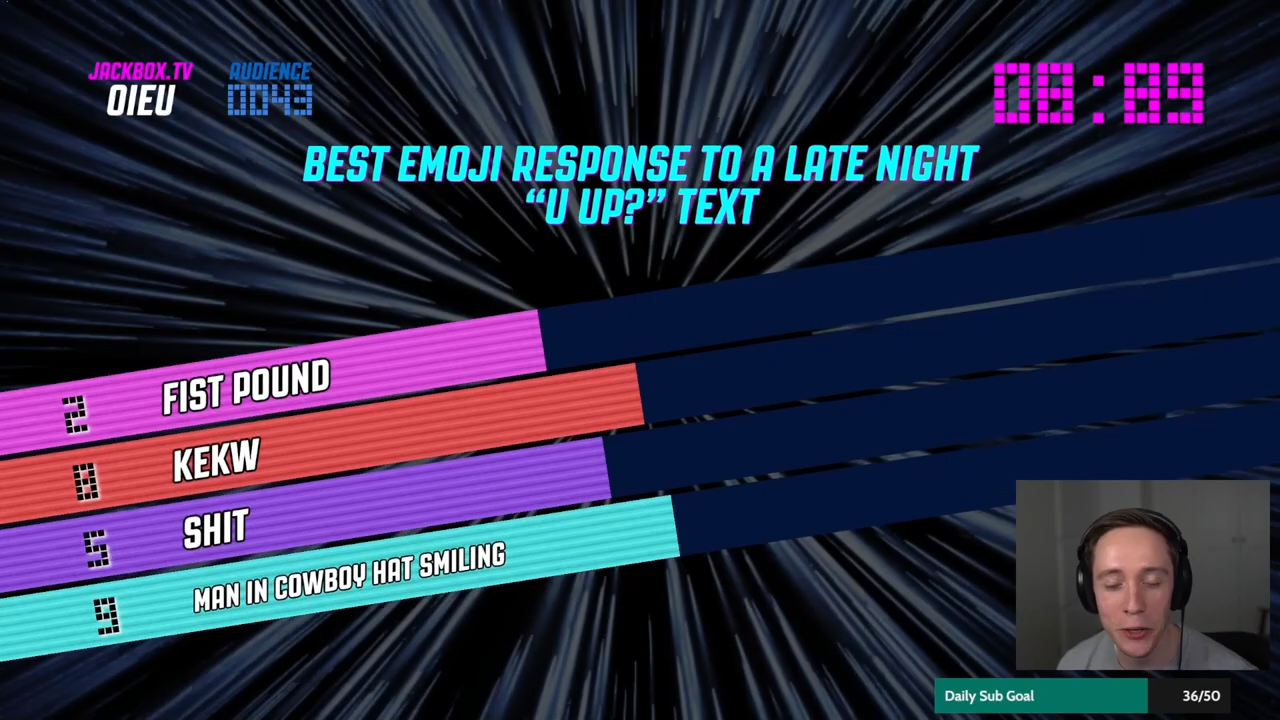 JACKBOX.TV
OIEU
AUDIENCE
0043
08:89
BEST EMOJI RESPONSE TO A LATE NIGHT
“U UP?” TEXT
2 FIST POUND
8 KEKW
5 SHIT
9 MAN IN COWBOY HAT SMILING
Daily Sub Goal 36/50